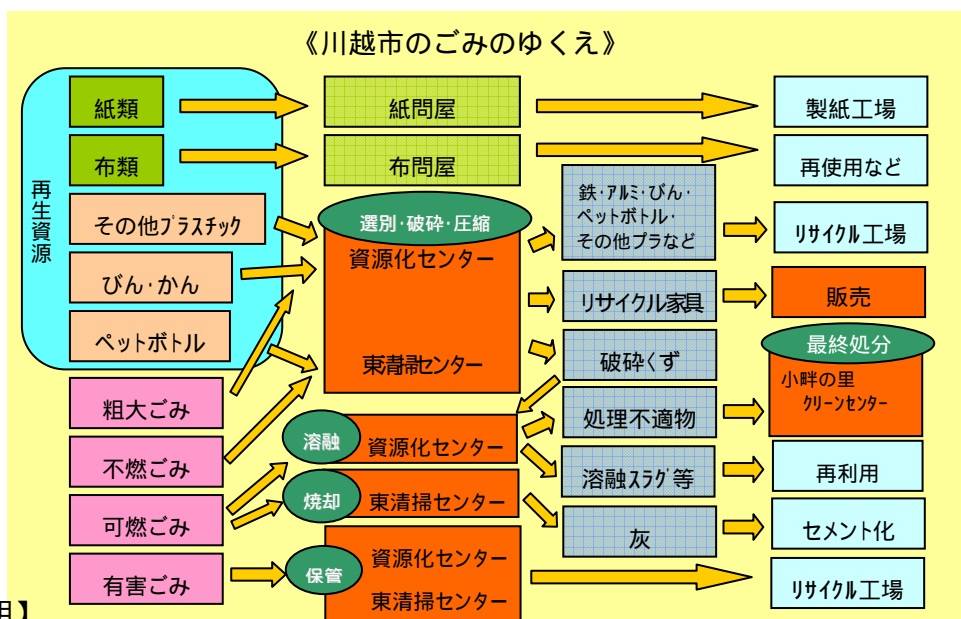 《川越市のごみのゆくえ》
再生資源
紙類
紙問屋
製紙工場
布類
布問屋
再使用など
その他プラスチック
びん・かん
ペットボトル
選別・破砕・圧縮
資源化センター
東清掃センター
鉄・アルミ・びん・
ペットボトル・
その他プラなど
リサイクル工場
リサイクル家具
販売
破砕くず
最終処分
小畔の里
クリーンセンター
粗大ごみ
不燃ごみ
可燃ごみ
有害ごみ
溶融
資源化センター
処理不適物
溶融スラグ等
再利用
焼却
東清掃センター
灰
セメント化
保管
資源化センター
東清掃センター
リサイクル工場